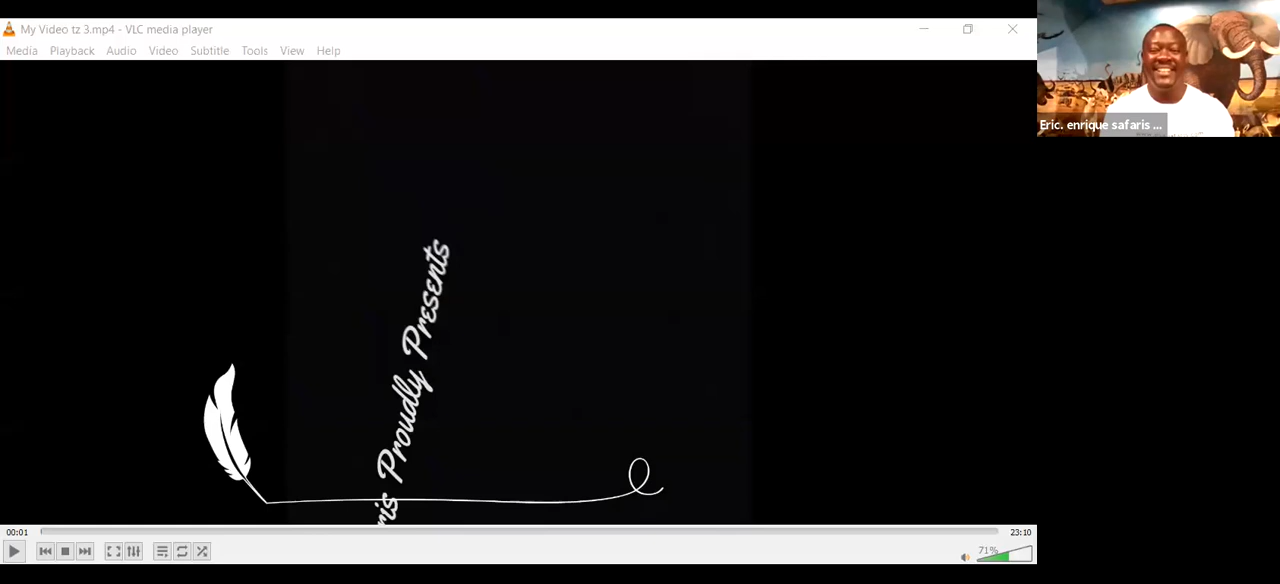 My Video tz 3.mp4 - VLC media player
Media Playback Audio Video Subtitle Tools View Help
Eric. enrique safaris ...
ris Proudly Presents
00:01
23:10
71%